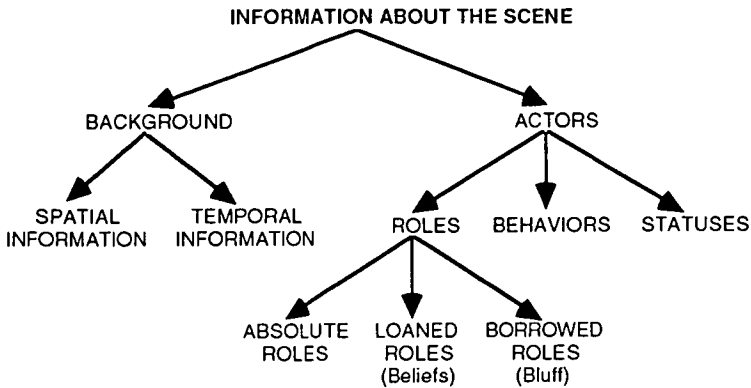 INFORMATION ABOUT THE SCENE
BACKGROUND
ACTORS
SPATIAL
INFORMATION
TEMPORAL
INFORMATION
ROLES
BEHAVIORS
STATUSES
ABSOLUTE
ROLES
LOANED
ROLES
(Beliefs)
BORROWED
ROLES
(Bluff)